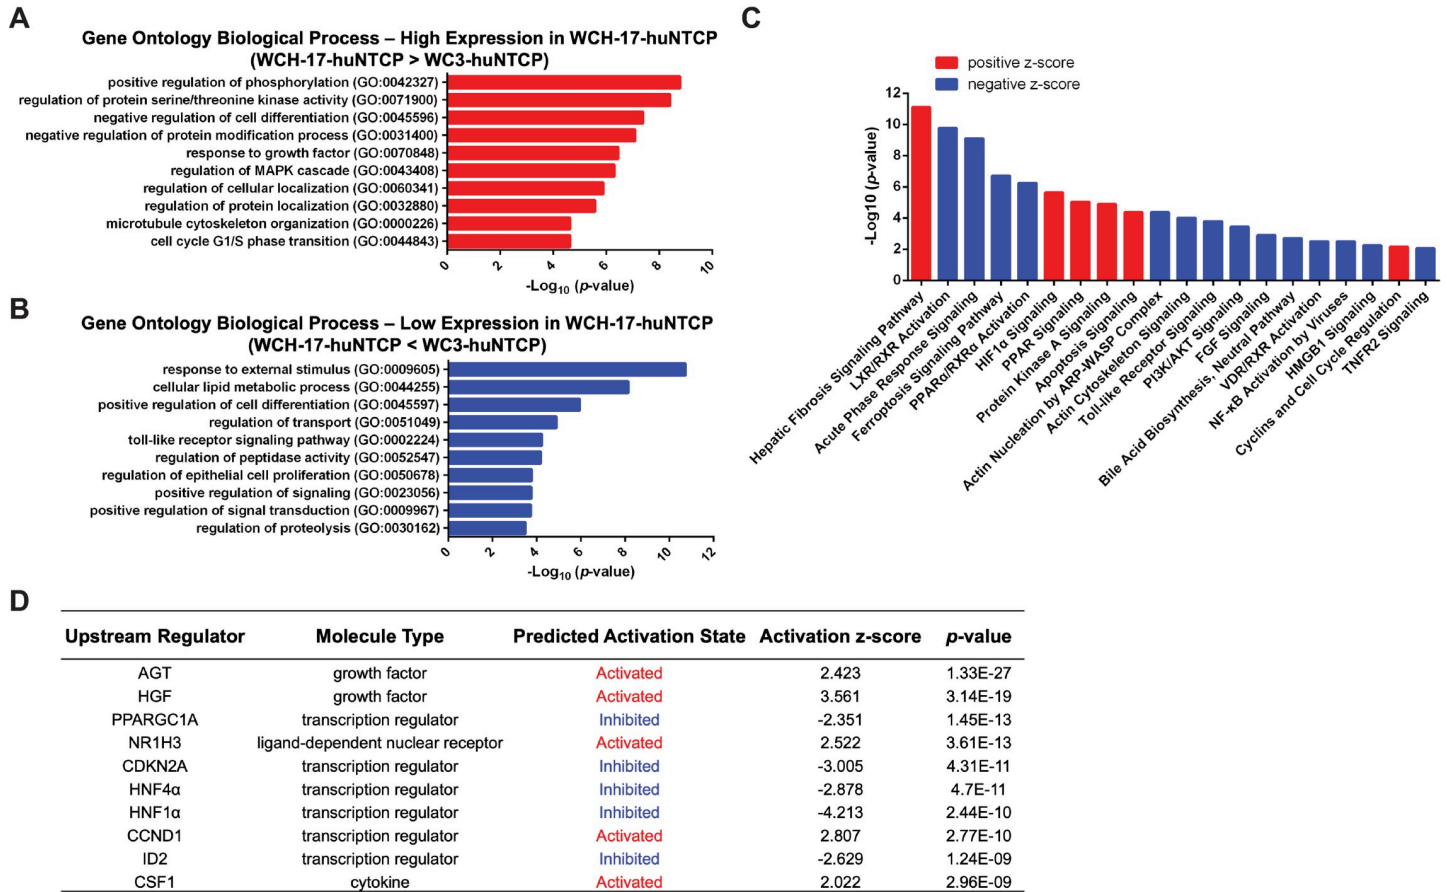 A
Gene Ontology Biological Process – High Expression in WCH-17-huNTCP
(WCH-17-huNTCP > WC3-huNTCP)
positive regulation of phosphorylation (GO:0042327)
regulation of protein serine/threonine kinase activity (GO:0071900)
negative regulation of cell differentiation (GO:0045596)
negative regulation of protein modification process (GO:0031400)
response to growth factor (GO:0070848)
regulation of MAPK cascade (GO:0043408)
regulation of cellular localization (GO:0060341)
regulation of protein localization (GO:0032880)
microtubule cytoskeleton organization (GO:0000226)
cell cycle G1/S phase transition (GO:0044843)
0 2 4 6 8 10
-Log10 (p-value)
B
Gene Ontology Biological Process – Low Expression in WCH-17-huNTCP
(WCH-17-huNTCP < WC3-huNTCP)
response to external stimulus (GO:0009605)
cellular lipid metabolic process (GO:0044255)
positive regulation of cell differentiation (GO:0045597)
regulation of transport (GO:0051049)
toll-like receptor signaling pathway (GO:0002224)
regulation of peptidase activity (GO:0052547)
regulation of epithelial cell proliferation (GO:0050678)
positive regulation of signaling (GO:0023056)
positive regulation of signal transduction (GO:0009967)
regulation of proteolysis (GO:0030162)
0 2 4 6 8 10 12
-Log10 (p-value)
C
positive z-score
negative z-score
-Log10 (p-value)
12
10
8
6
4
2
0
Hepatic Fibrosis Signaling Pathway
LXR/RXR Activation
Acute Phase Response Signaling
Ferroptosis Signaling Pathway
PPARα/RXRα Activation
HIF1α Signaling
PPAR Signaling
Protein Kinase A Signaling
Apoptosis Signaling
Actin Nucleation by ARP-WASP Complex
Actin Cytoskeleton Signaling
Toll-like Receptor Signaling
PI3K/AKT Signaling
FGF Signaling
Bile Acid Biosynthesis, Neutral Pathway
VDR/RXR Activation
NF-κB Activation by Viruses
HMGB1 Signaling
Cyclins and Cell Cycle Regulation
TNFR2 Signaling
D
Upstream Regulator Molecule Type Predicted Activation State Activation z-score p-value
AGT growth factor Activated 2.423 1.33E-27
HGF growth factor Activated 3.561 3.14E-19
PPARGC1A transcription regulator Inhibited -2.351 1.45E-13
NR1H3 ligand-dependent nuclear receptor Activated 2.522 3.61E-13
CDKN2A transcription regulator Inhibited -3.005 4.31E-11
HNF4α transcription regulator Inhibited -2.878 4.7E-11
HNF1α transcription regulator Inhibited -4.213 2.44E-10
CCND1 transcription regulator Activated 2.807 2.77E-10
ID2 transcription regulator Inhibited -2.629 1.24E-09
CSF1 cytokine Activated 2.022 2.96E-09